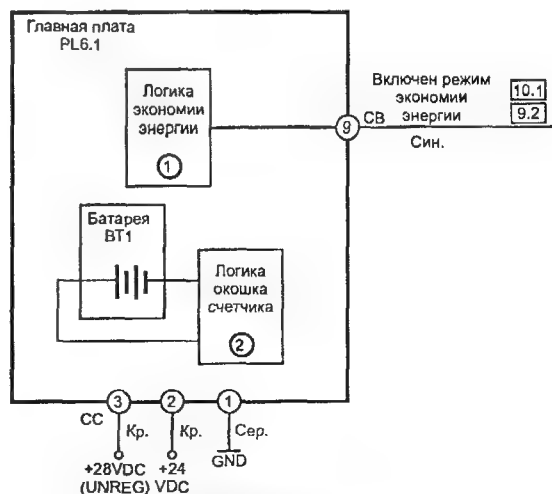 Главная плата
PL6.1
Логика
экономии
энергии
1
9
СВ
Включен режим
экономии
энергии
10.1
9.2
Син.
Батарея
ВТ1
Логика
окошка
счетчика
2
3
2
1
СС
Кр.
Кр.
Сер.
+28VDC
(UNREG)
+24
VDC
GND